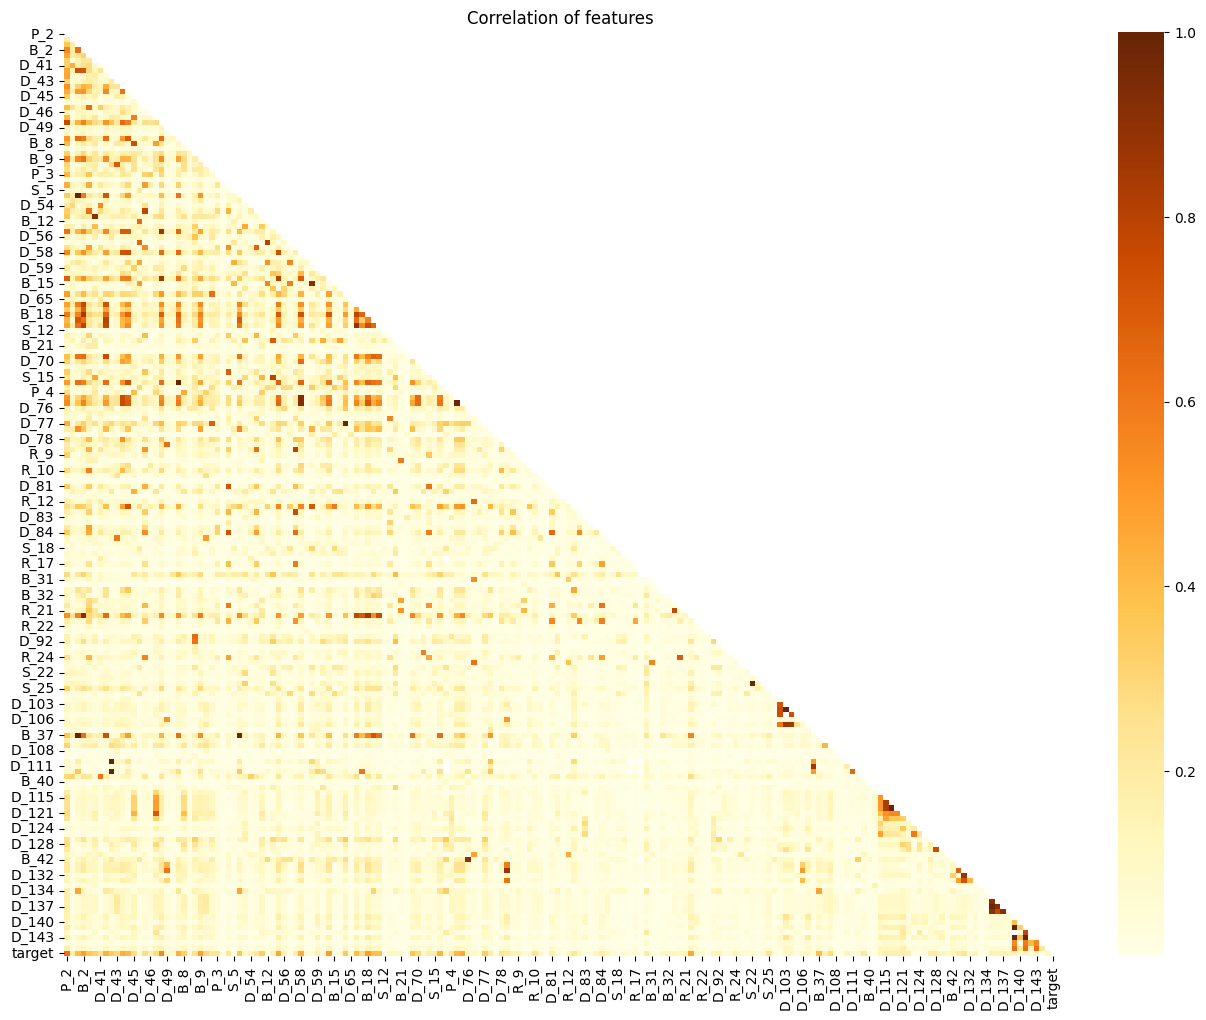 Correlation of features
P_2
B_2
D_41
D_43
D_45
D_46
D_49
B_8
B_9
P_3
S_5
D_54
B_12
D_56
D_58
D_59
B_15
D_65
B_18
S_12
B_21
D_70
S_15
P_4
D_76
D_77
D_78
R_9
R_10
D_81
R_12
D_83
D_84
S_18
R_17
B_31
B_32
R_21
R_22
D_92
R_24
S_22
S_25
D_103
D_106
B_37
D_108
D_111
B_40
D_115
D_121
D_124
D_128
B_42
D_132
D_134
D_137
D_140
D_143
target
P_2
B_2
D_41
D_43
D_45
D_46
D_49
B_8
B_9
P_3
S_5
D_54
B_12
D_56
D_58
D_59
B_15
D_65
B_18
S_12
B_21
D_70
S_15
P_4
D_76
D_77
D_78
R_9
R_10
D_81
R_12
D_83
D_84
S_18
R_17
B_31
B_32
R_21
R_22
D_92
R_24
S_22
S_25
D_103
D_106
B_37
D_108
D_111
B_40
D_115
D_121
D_124
D_128
B_42
D_132
D_134
D_137
D_140
D_143
target
1.0
0.8
0.6
0.4
0.2